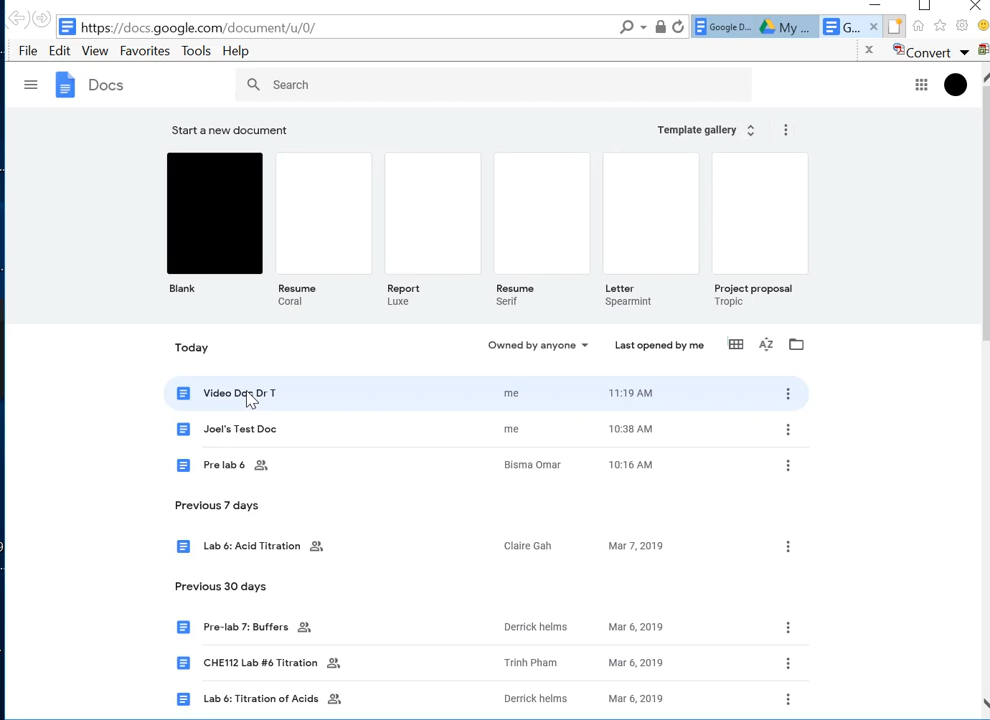 https://docs.google.com/document/u/0/
Google D...
My ...
G...
File Edit View Favorites Tools Help
Convert
Docs
Search
Start a new document
Template gallery
Blank
Resume
Coral
Report
Luxe
Resume
Serif
Letter
Spearmint
Project proposal
Tropic
Today Owned by anyone Last opened by me AZ
Video Doc Dr T me 11:19 AM
Joel's Test Doc me 10:38 AM
Pre lab 6 Bisma Omar 10:16 AM
Previous 7 days
Lab 6: Acid Titration Claire Gah Mar 7, 2019
Previous 30 days
Pre-lab 7: Buffers Derrick helms Mar 6, 2019
CHE112 Lab #6 Titration Trinh Pham Mar 6, 2019
Lab 6: Titration of Acids Derrick helms Mar 6, 2019